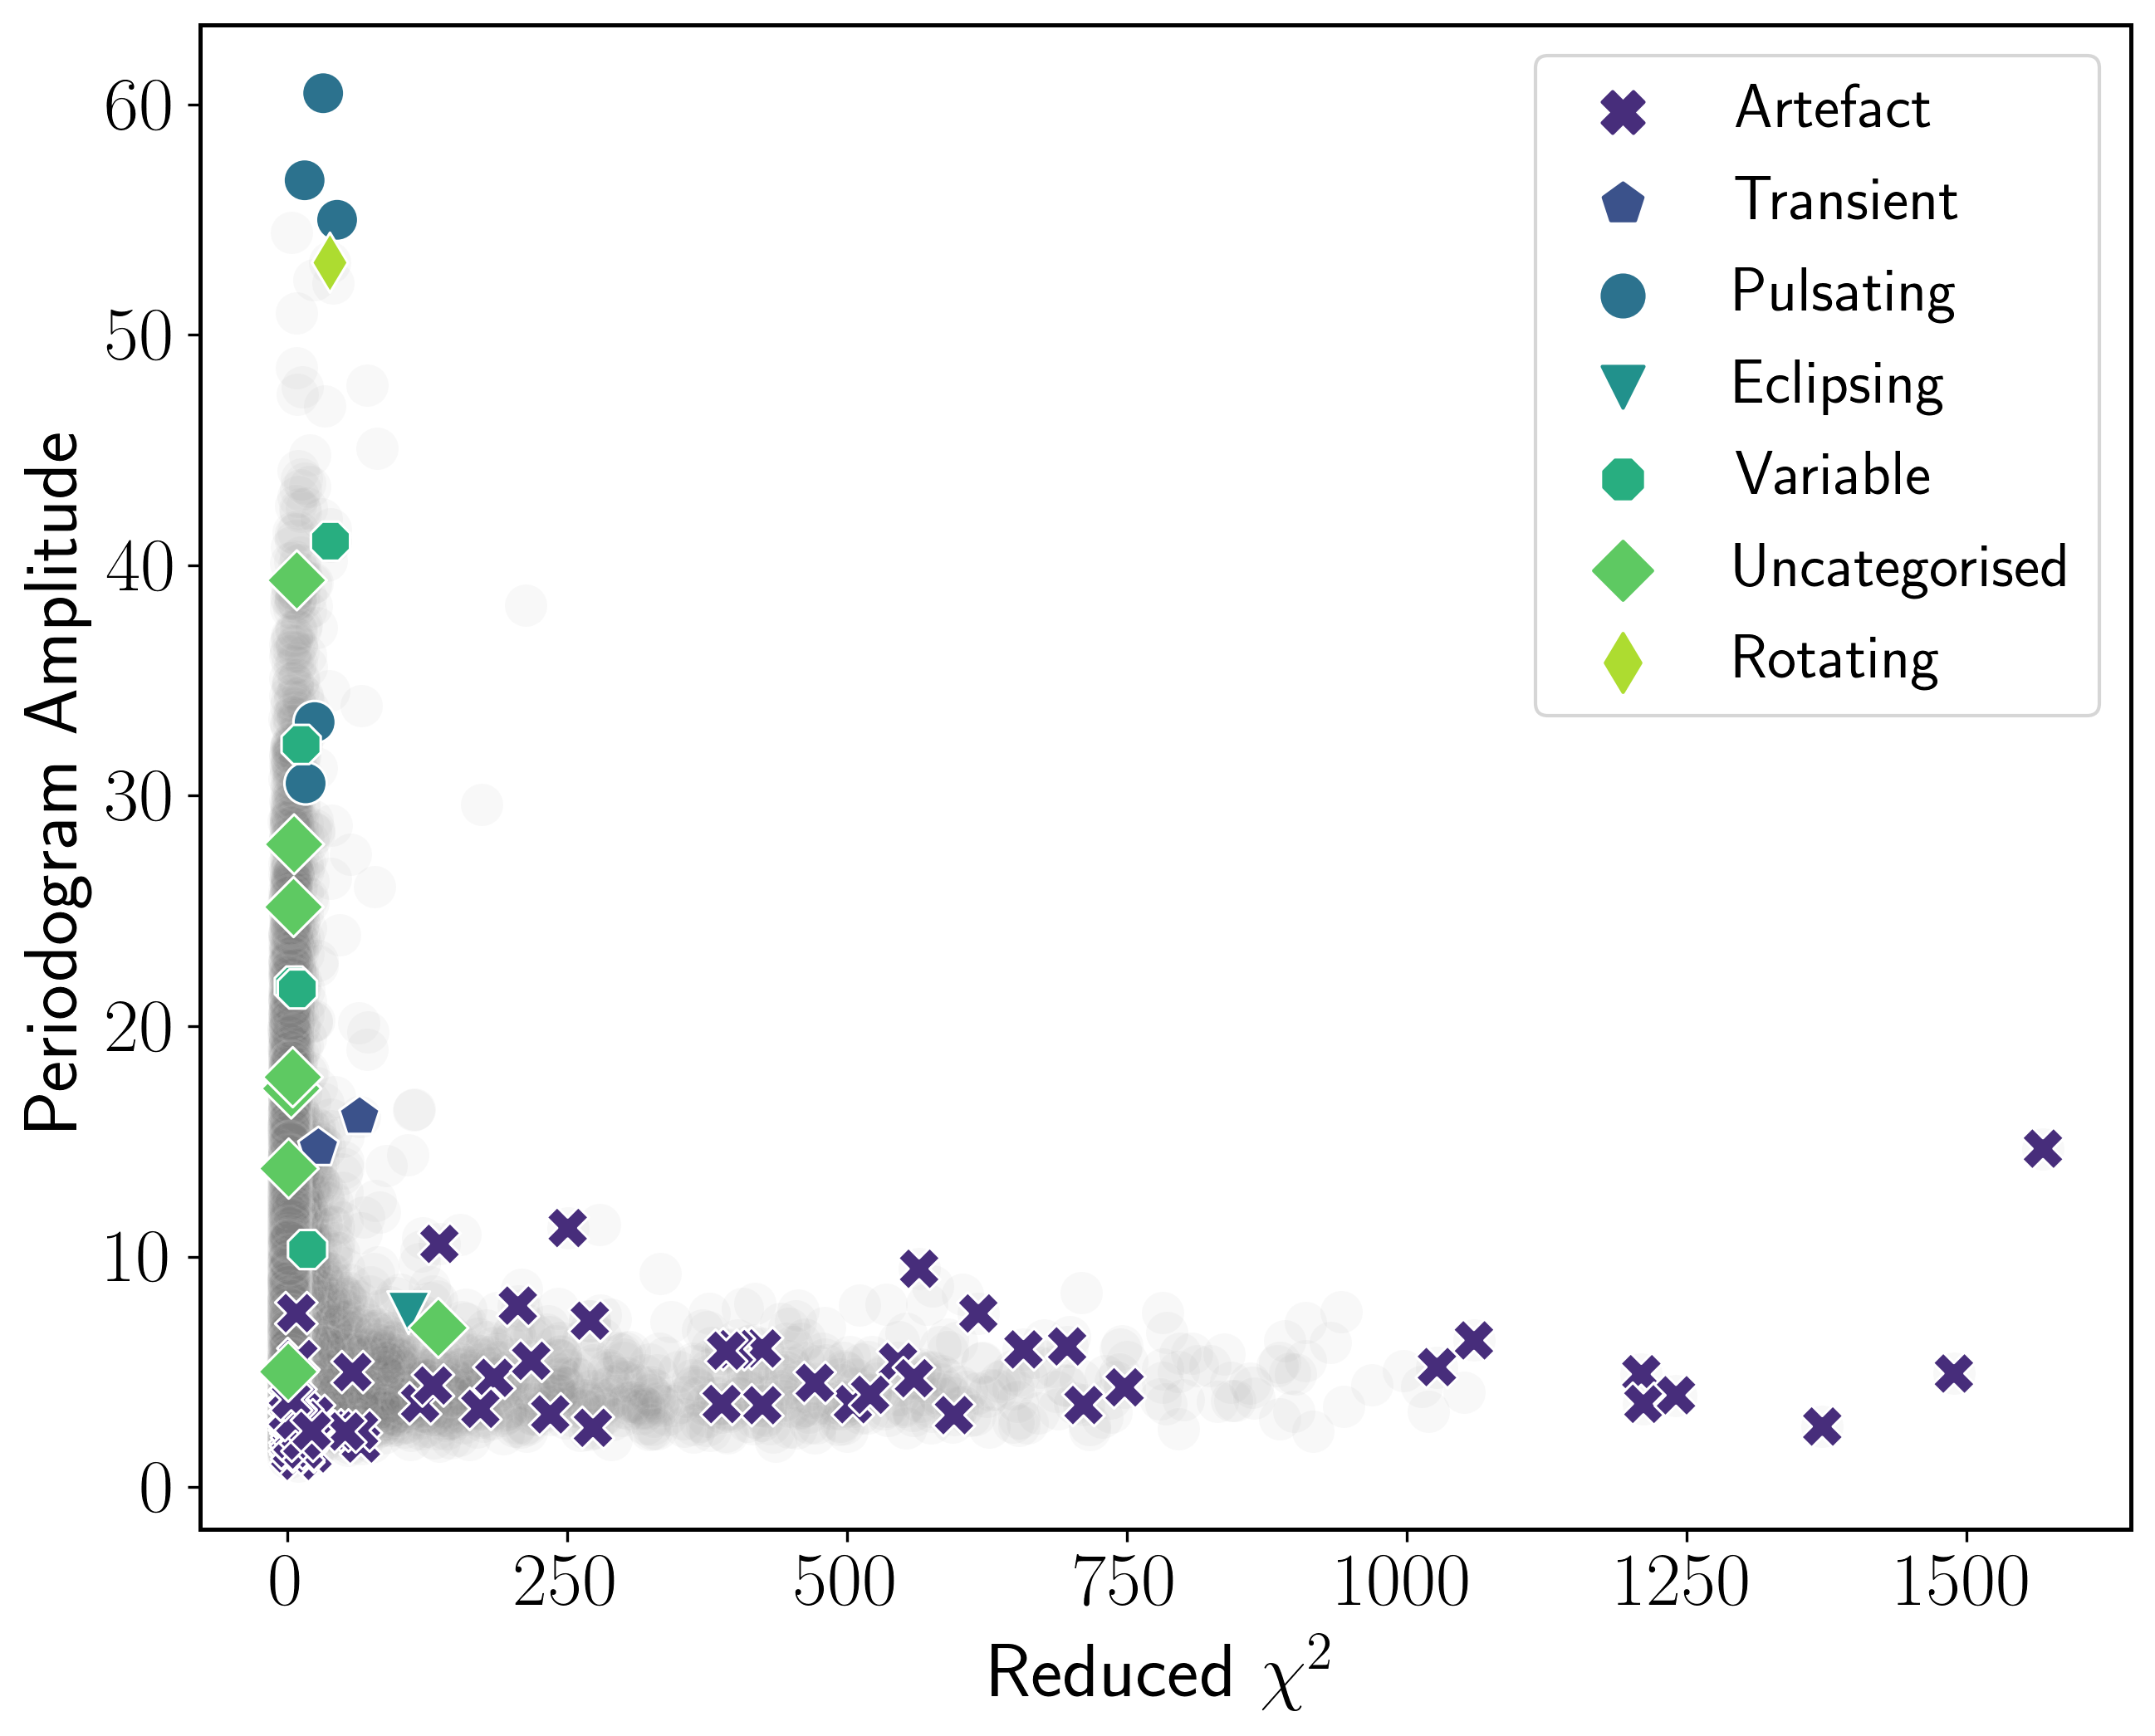 Periodogram Amplitude
60
50
40
30
20
10
0
Artefact
Transient
Pulsating
Eclipsing
Variable
Uncategorised
Rotating
0 250 500 750 1000 1250 1500
Reduced χ²